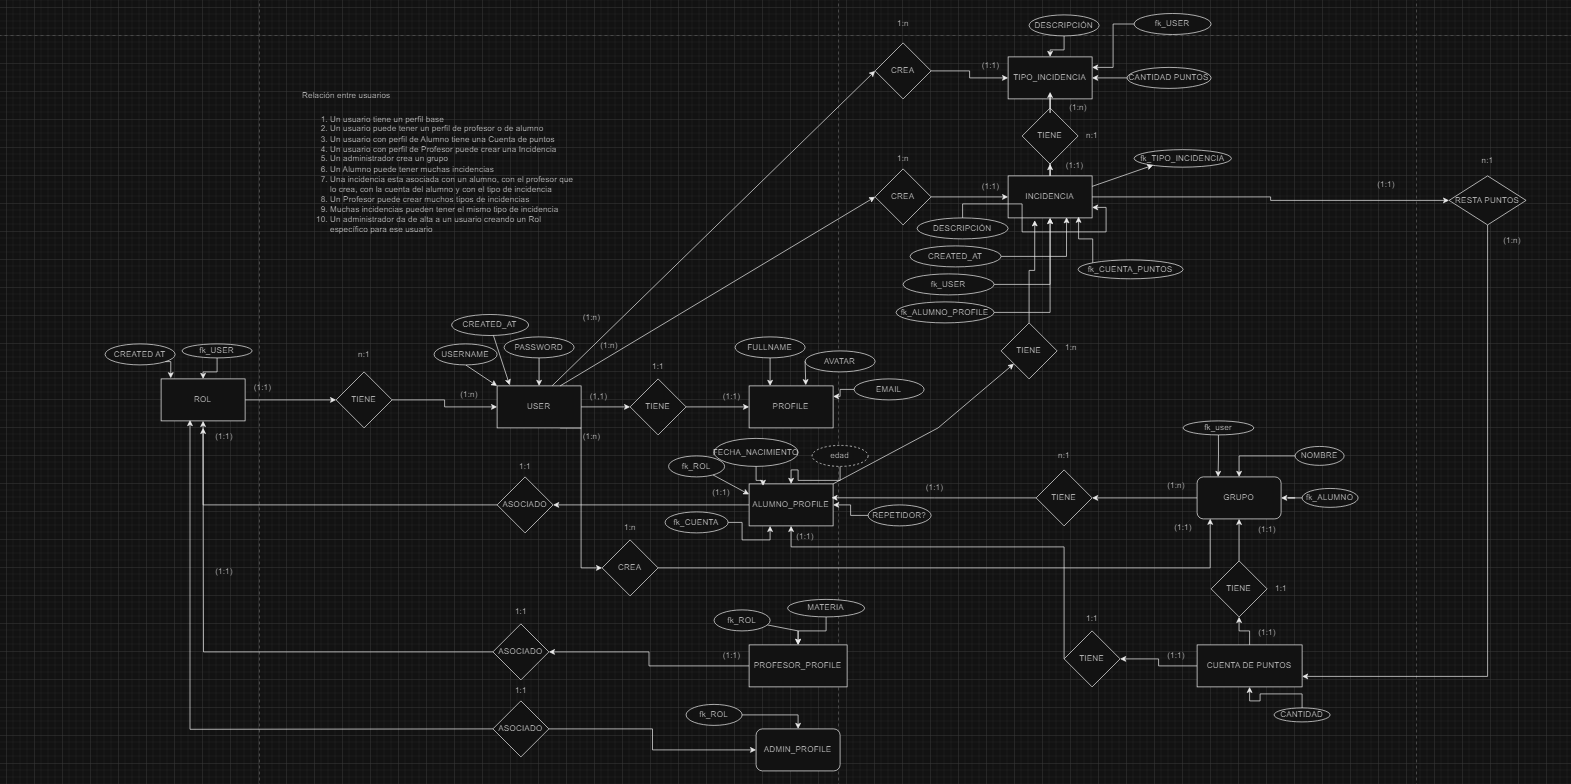 1:n
DESCRIPCIÓN
fk_USER
CREA
(1:1)
TIPO_INCIDENCIA
CANTIDAD PUNTOS
(1:n)
TIENE
n:1
Relación entre usuarios
1. Un usuario tiene un perfil base
2. Un usuario puede tener un perfil de profesor o de alumno
3. Un usuario con perfil de Alumno tiene una Cuenta de puntos
4. Un usuario con perfil de Profesor puede crear una Incidencia
5. Un administrador crea un grupo
6. Un Alumno puede tener muchas incidencias
7. Una incidencia esta asociada con un alumno, con el profesor que
lo crea, con la cuenta del alumno y con el tipo de incidencia
8. Un Profesor puede crear muchos tipos de incidencias
9. Muchas incidencias pueden tener el mismo tipo de incidencia
10. Un administrador da de alta a un usuario creando un Rol
específico para ese usuario
1:n
(1:1)
fk_TIPO_INCIDENCIA
n:1
CREA
(1:1)
INCIDENCIA
(1:1)
RESTA PUNTOS
DESCRIPCIÓN
(1:n)
CREATED_AT
fk_CUENTA_PUNTOS
fk_USER
fk_ALUMNO_PROFILE
(1:n)
(1:n)
TIENE
1:n
CREATED_AT
USERNAME
PASSWORD
FULLNAME
AVATAR
EMAIL
CREATED AT
fk_USER
n:1
1:1
ROL
(1:1)
TIENE
(1:n)
USER
(1,1)
TIENE
(1:1)
PROFILE
(1:1)
(1:n)
fk_user
FECHA_NACIMIENTO
edad
NOMBRE
fk_ROL
1:1
n:1
(1:1)
(1:1)
(1:n)
ASOCIADO
ALUMNO_PROFILE
TIENE
GRUPO
fk_ALUMNO
REPETIDOR?
fk_CUENTA
1:n
(1:1)
(1:1)
(1:1)
(1:1)
CREA
TIENE
1:1
1:1
fk_ROL
MATERIA
1:1
(1:1)
ASOCIADO
(1:1)
PROFESOR_PROFILE
TIENE
(1:1)
CUENTA DE PUNTOS
1:1
fk_ROL
CANTIDAD
ASOCIADO
ADMIN_PROFILE